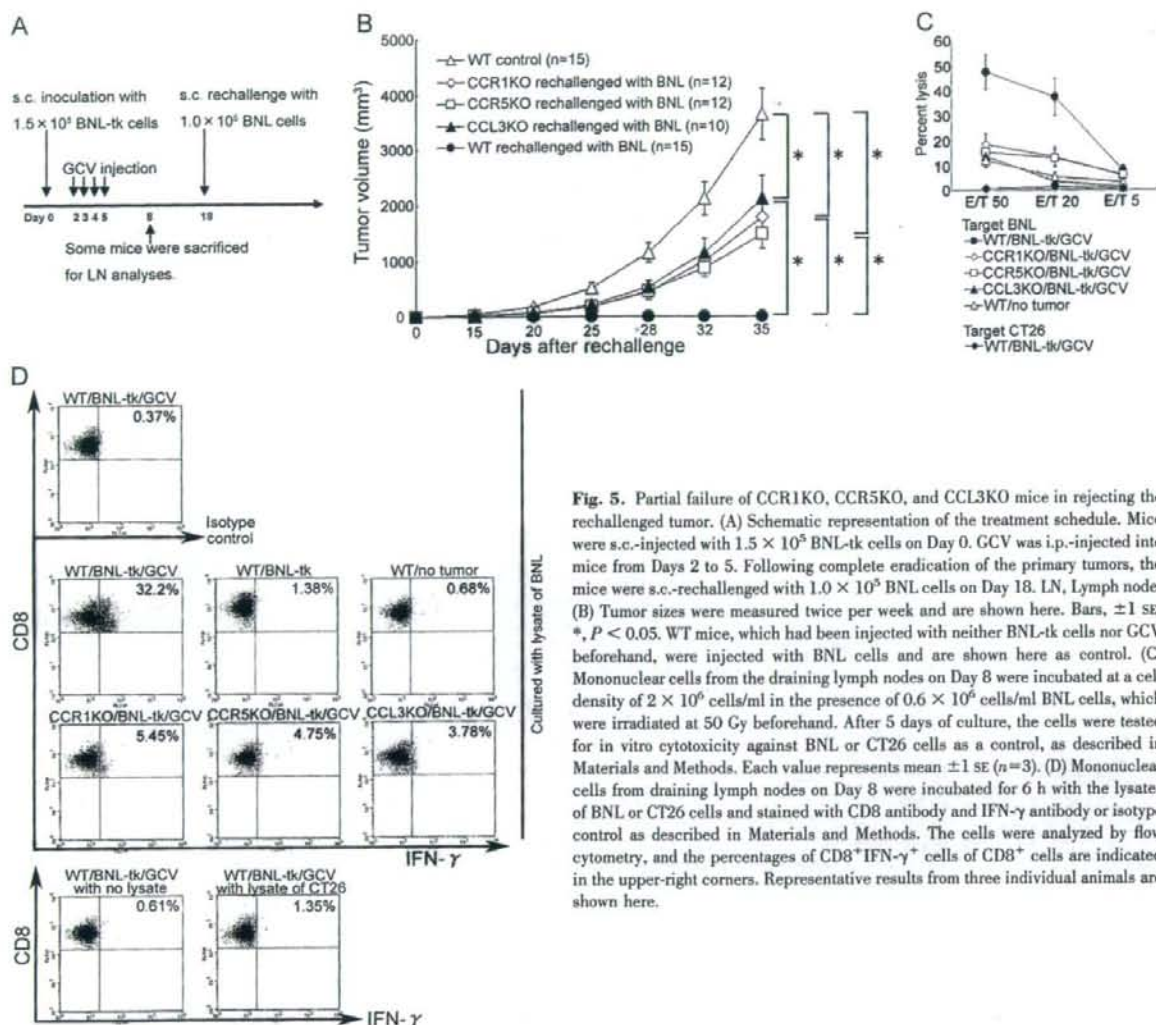 A
s.c. inoculation with
1.5 × 10⁵ BNL-tk cells
s.c. rechallenge with
1.0 × 10⁵ BNL cells
GCV injection
Day 0 2 3 4 5 8 18
Some mice were sacrificed
for LN analyses.
B
Tumor volume (mm³)
5000
4000
3000
2000
1000
0
WT control (n=15)
CCR1KO rechallenged with BNL (n=12)
CCR5KO rechallenged with BNL (n=12)
CCL3KO rechallenged with BNL (n=10)
WT rechallenged with BNL (n=15)
* * *
* * *
0 15 20 25 28 32 35
Days after rechallenge
C
Percent lysis
60
50
40
30
20
10
0
E/T 50 E/T 20 E/T 5
Target BNL
WT/BNL-tk/GCV
CCR1KO/BNL-tk/GCV
CCR5KO/BNL-tk/GCV
CCL3KO/BNL-tk/GCV
WT/no tumor
Target CT26
WT/BNL-tk/GCV
D
WT/BNL-tk/GCV
0.37%
Isotype
control
CD8
WT/BNL-tk/GCV
32.2%
WT/BNL-tk
1.38%
WT/no tumor
0.68%
CCR1KO/BNL-tk/GCV
5.45%
CCR5KO/BNL-tk/GCV
4.75%
CCL3KO/BNL-tk/GCV
3.78%
IFN-γ
Cultured with lysate of BNL
CD8
WT/BNL-tk/GCV
with no lysate
0.61%
WT/BNL-tk/GCV
with lysate of CT26
1.35%
IFN-γ
Fig. 5. Partial failure of CCR1KO, CCR5KO, and CCL3KO mice in rejecting the
rechallenged tumor. (A) Schematic representation of the treatment schedule. Mice
were s.c.-injected with 1.5 × 10⁵ BNL-tk cells on Day 0. GCV was i.p.-injected into
mice from Days 2 to 5. Following complete eradication of the primary tumors, the
mice were s.c.-rechallenged with 1.0 × 10⁵ BNL cells on Day 18. LN, Lymph node
(B) Tumor sizes were measured twice per week and are shown here. Bars, ±1 SE
*, P < 0.05. WT mice, which had been injected with neither BNL-tk cells nor GCV
beforehand, were injected with BNL cells and are shown here as control. (C
Mononuclear cells from the draining lymph nodes on Day 8 were incubated at a cel
density of 2 × 10⁶ cells/ml in the presence of 0.6 × 10⁶ cells/ml BNL cells, which
were irradiated at 50 Gy beforehand. After 5 days of culture, the cells were tested
for in vitro cytotoxicity against BNL or CT26 cells as a control, as described in
Materials and Methods. Each value represents mean ±1 SE (n=3). (D) Mononuclea
cells from draining lymph nodes on Day 8 were incubated for 6 h with the lysate
of BNL or CT26 cells and stained with CD8 antibody and IFN-γ antibody or isotyp
control as described in Materials and Methods. The cells were analyzed by flow
cytometry, and the percentages of CD8⁺IFN-γ⁺ cells of CD8⁺ cells are indicated
in the upper-right corners. Representative results from three individual animals are
shown here.